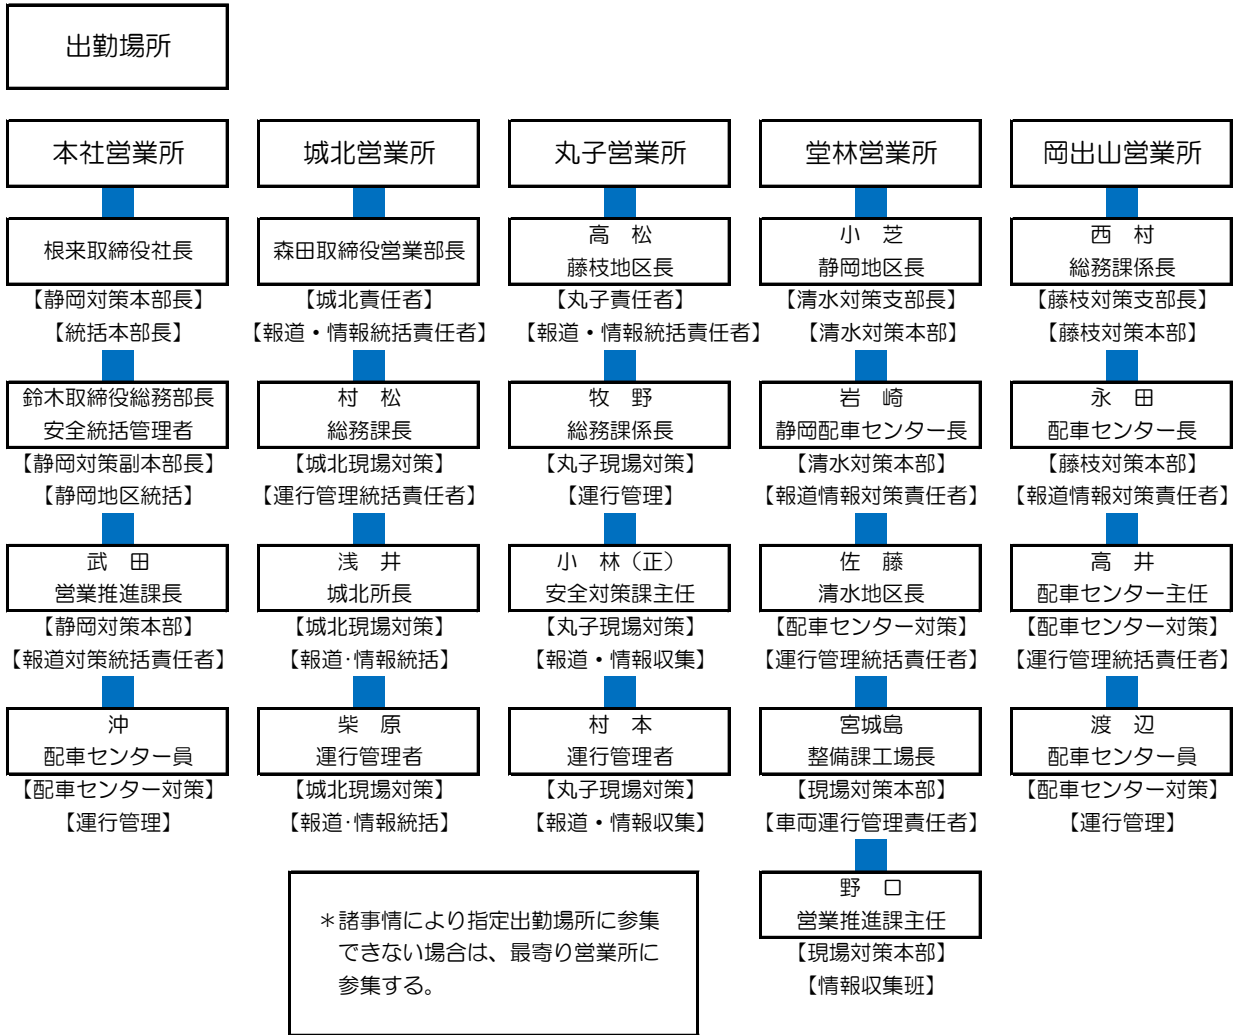 出勤場所
本社営業所
根来取締役社長
【静岡対策本部長】
【統括本部長】
鈴木取締役総務部長
安全統括管理者
【静岡対策副本部長】
【静岡地区統括】
武　田
営業推進課長
【静岡対策本部】
【報道対策統括責任者】
沖
配車センター員
【配車センター対策】
【運行管理】
城北営業所
森田取締役営業部長
【城北責任者】
【報道・情報統括責任者】
村　松
総務課長
【城北現場対策】
【運行管理統括責任者】
浅　井
城北所長
【城北現場対策】
【報道･情報統括】
柴　原
運行管理者
【城北現場対策】
【報道･情報統括】
丸子営業所
高　松
藤枝地区長
【丸子責任者】
【報道・情報統括責任者】
牧　野
総務課係長
【丸子現場対策】
【運行管理】
小　林（正）
安全対策課主任
【丸子現場対策】
【報道・情報収集】
村　本
運行管理者
【丸子現場対策】
【報道・情報収集】
堂林営業所
小　芝
静岡地区長
【清水対策支部長】
【清水対策本部】
岩　崎
静岡配車センター長
【清水対策本部】
【報道情報対策責任者】
佐　藤
清水地区長
【配車センター対策】
【運行管理統括責任者】
宮城島
整備課工場長
【現場対策本部】
【車両運行管理責任者】
野　口
営業推進課主任
【現場対策本部】
【情報収集班】
岡出山営業所
西　村
総務課係長
【藤枝対策支部長】
【藤枝対策本部】
永　田
配車センター長
【藤枝対策本部】
【報道情報対策責任者】
高　井
配車センター主任
【配車センター対策】
【運行管理統括責任者】
渡　辺
配車センター員
【配車センター対策】
【運行管理】
＊諸事情により指定出勤場所に参集
できない場合は、最寄り営業所に
参集する。